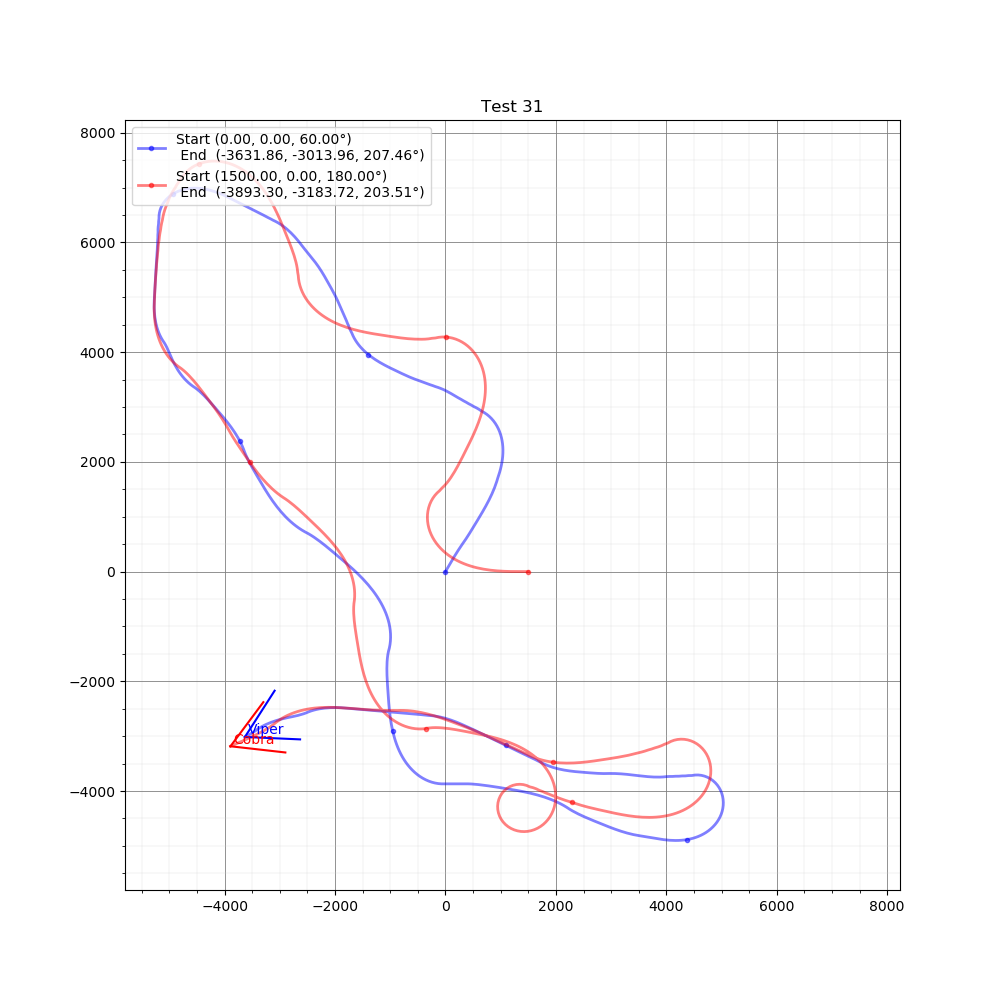 Test 31
Start (0.00, 0.00, 60.00°)
End  (-3631.86, -3013.96, 207.46°)
Start (1500.00, 0.00, 180.00°)
End  (-3893.30, -3183.72, 203.51°)
8000
6000
4000
2000
0
−2000
−4000
Viper
Cobra
−4000 −2000 0 2000 4000 6000 8000